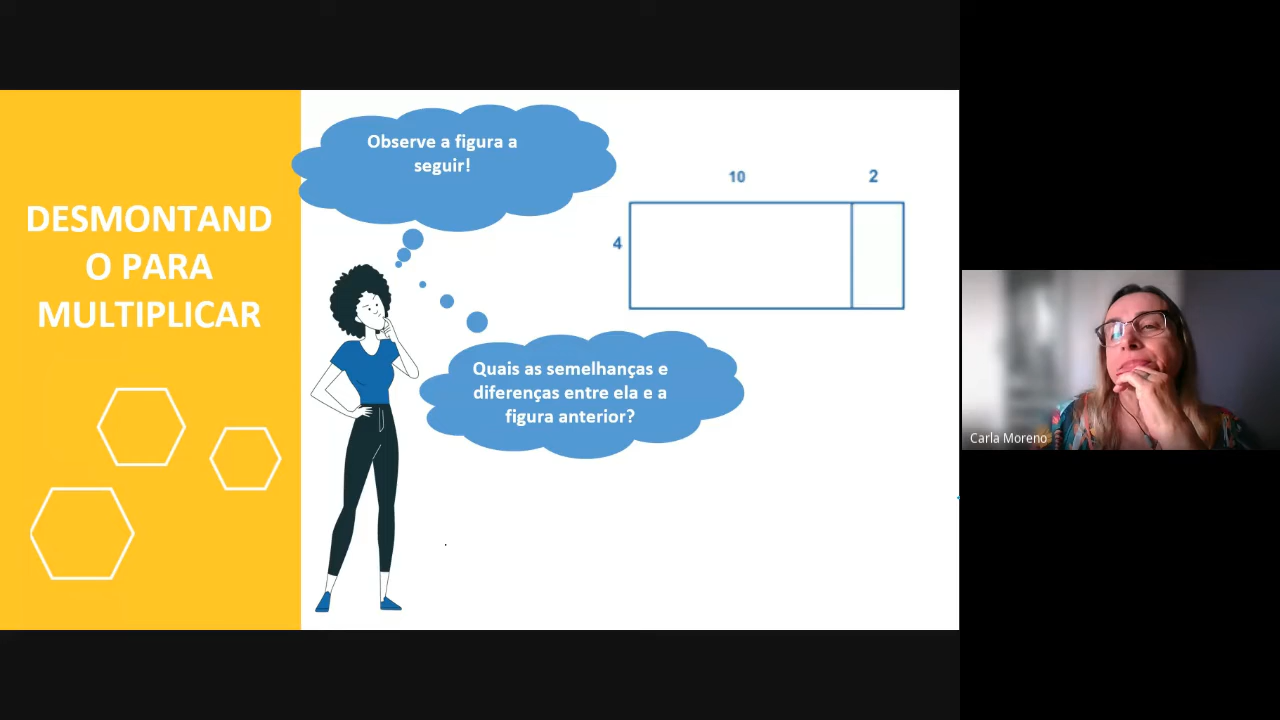 DESMONTAND
O PARA
MULTIPLICAR
Observe a figura a
seguir!
10
2
4
Quais as semelhanças e
diferenças entre ela e a
figura anterior?
Carla Moreno